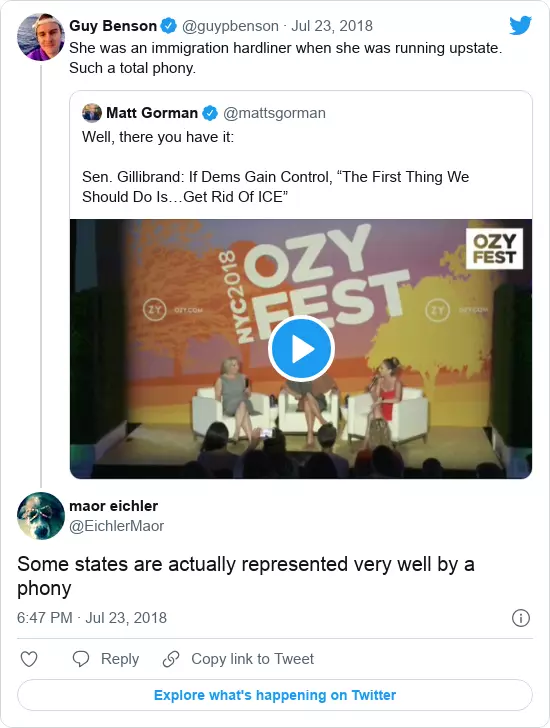 Guy Benson @guypbenson · Jul 23, 2018
She was an immigration hardliner when she was running upstate.
Such a total phony.
Matt Gorman @mattsgorman
Well, there you have it:
Sen. Gillibrand: If Dems Gain Control, “The First Thing We
Should Do Is…Get Rid Of ICE”
OZY
FEST
NYC2018
OZY
FEST
ZY OZY.COM
ZY
maor eichler
@EichlerMaor
Some states are actually represented very well by a
phony
6:47 PM · Jul 23, 2018
Reply
Copy link to Tweet
Explore what's happening on Twitter